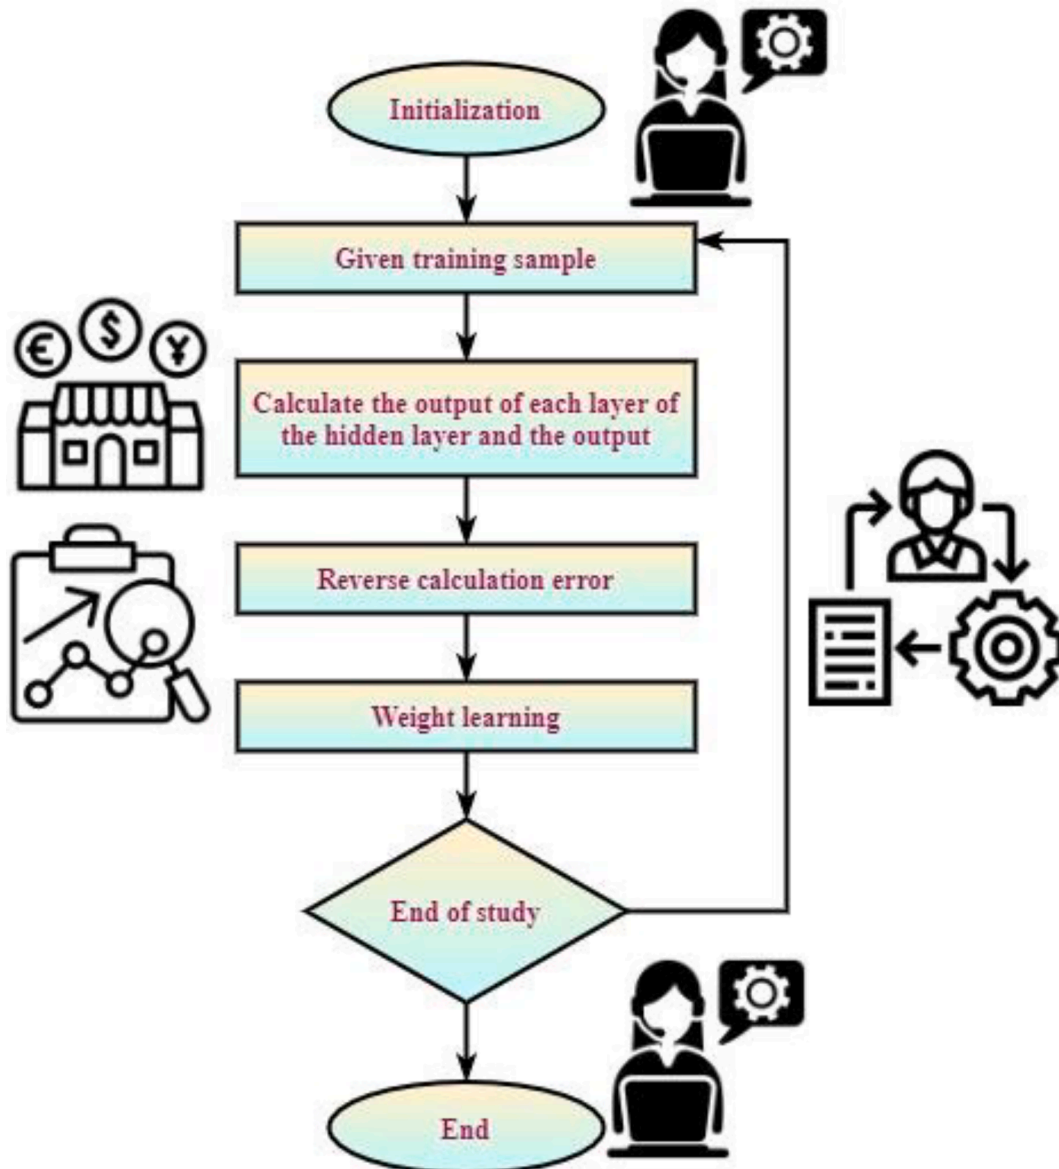 Initialization
Given training sample
€
$
¥
Calculate the output of each layer of
the hidden layer and the output
Reverse calculation error
Weight learning
End of study
End